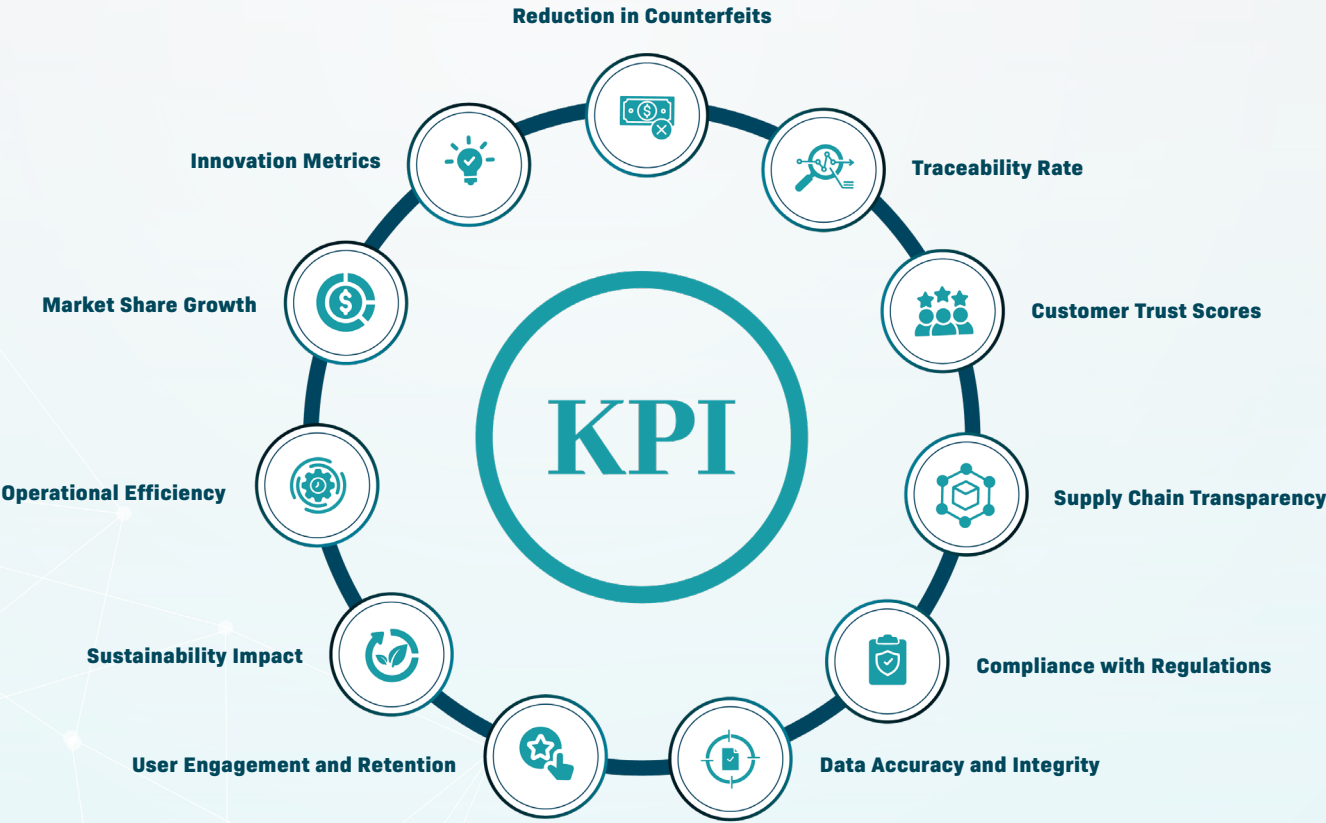 Reduction in Counterfeits
Innovation Metrics
Traceability Rate
Market Share Growth
Customer Trust Scores
KPI
Operational Efficiency
Supply Chain Transparency
Sustainability Impact
Compliance with Regulations
User Engagement and Retention
Data Accuracy and Integrity